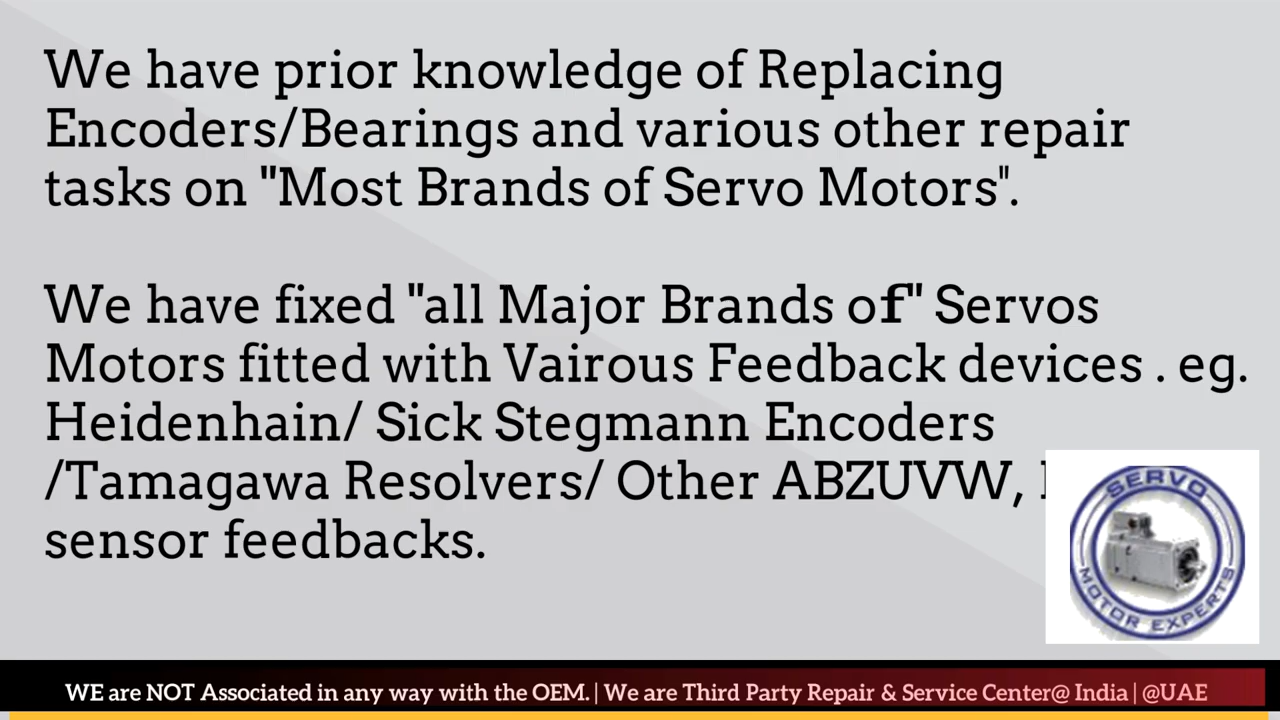 We have prior knowledge of Replacing
Encoders/Bearings and various other repair
tasks on "Most Brands of Servo Motors".
We have fixed "all Major Brands of" Servos
Motors fitted with Vairous Feedback devices . eg.
Heidenhain/ Sick Stegmann Encoders
/Tamagawa Resolvers/ Other ABZUVW,
sensor feedbacks.
SERVO
MOTOR EXPERTS
WE are NOT Associated in any way with the OEM. | We are Third Party Repair & Service Center@ India | @UAE